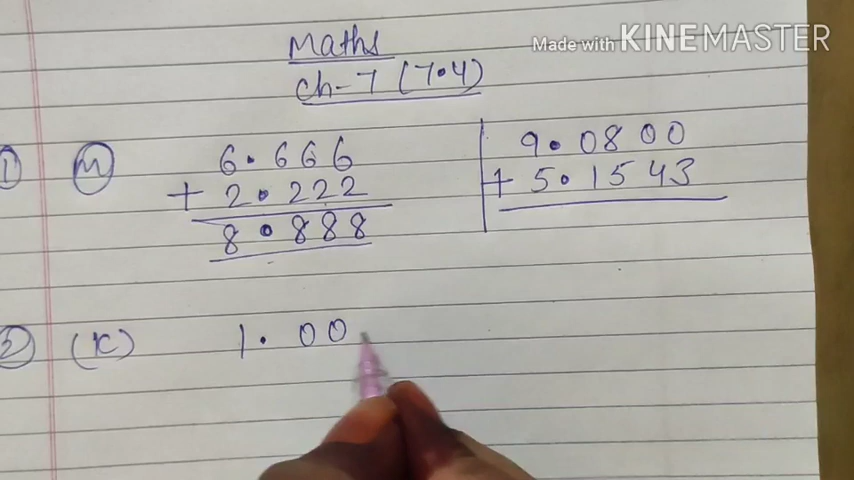 Made with KINEMASTER
Maths
Ch-7 (7.4)
1 M 6.666
+ 2.222
8.888
9.0800
+ 5.1543
2 (K) 1.00